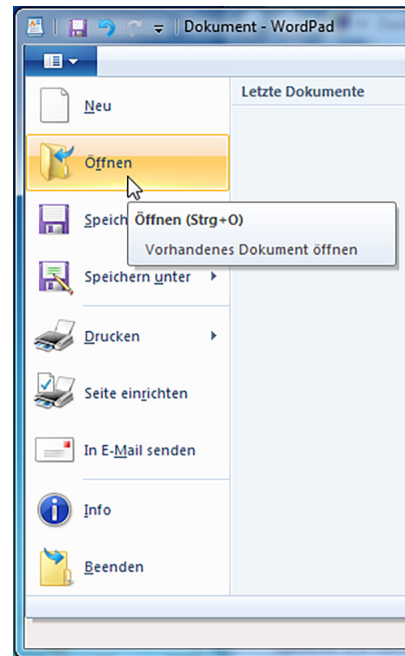 Dokument - WordPad
Letzte Dokumente
Neu
Öffnen
Öffnen (Strg+O)
Vorhandenes Dokument öffnen
Speichern unter
Drucken
Seite einrichten
In E-Mail senden
Info
Beenden